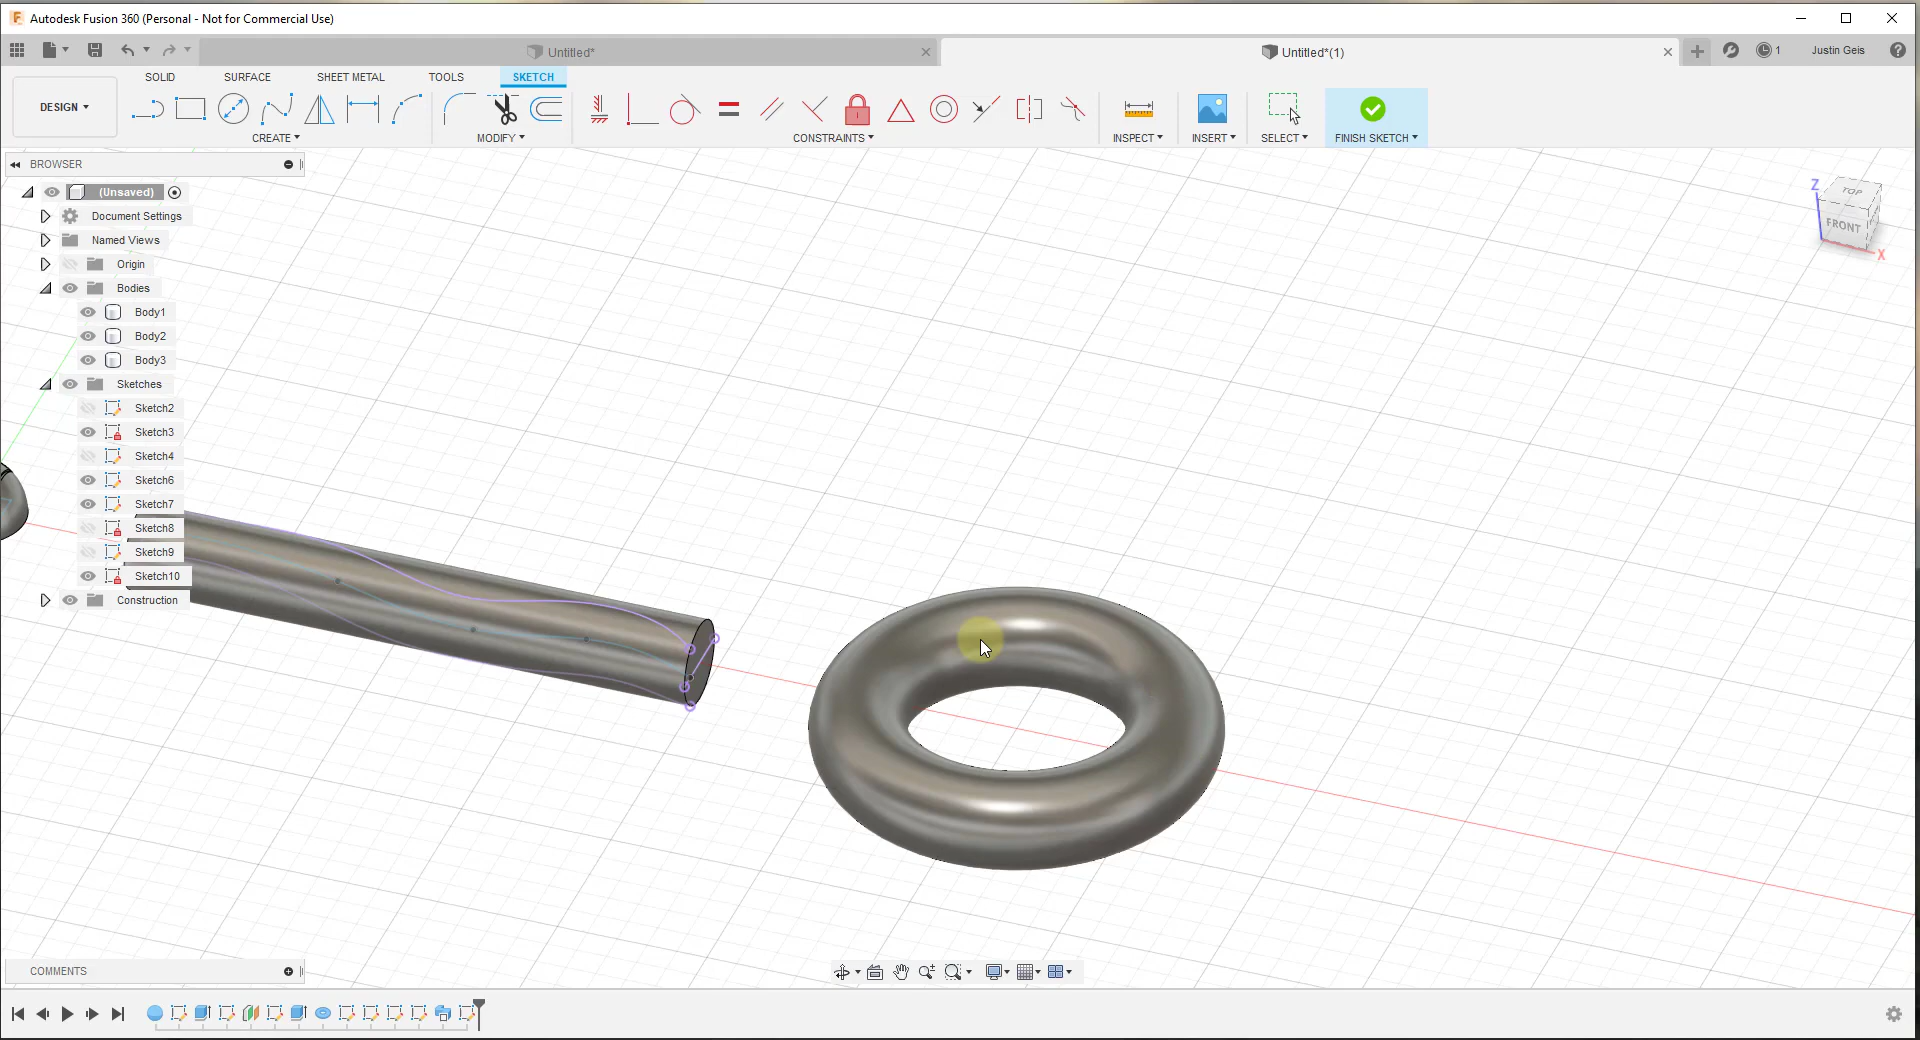 Autodesk Fusion 360 (Personal - Not for Commercial Use)
Untitled*
Untitled*(1)
1
Justin Geis
SOLID
SURFACE
SHEET METAL
TOOLS
SKETCH
DESIGN
CREATE
MODIFY
CONSTRAINTS
INSPECT
INSERT
SELECT
FINISH SKETCH
BROWSER
(Unsaved)
Document Settings
Named Views
Origin
Bodies
Body1
Body2
Body3
Sketches
Sketch2
Sketch3
Sketch4
Sketch6
Sketch7
Sketch8
Sketch9
Sketch10
Construction
Z
TOP
FRONT
X
COMMENTS